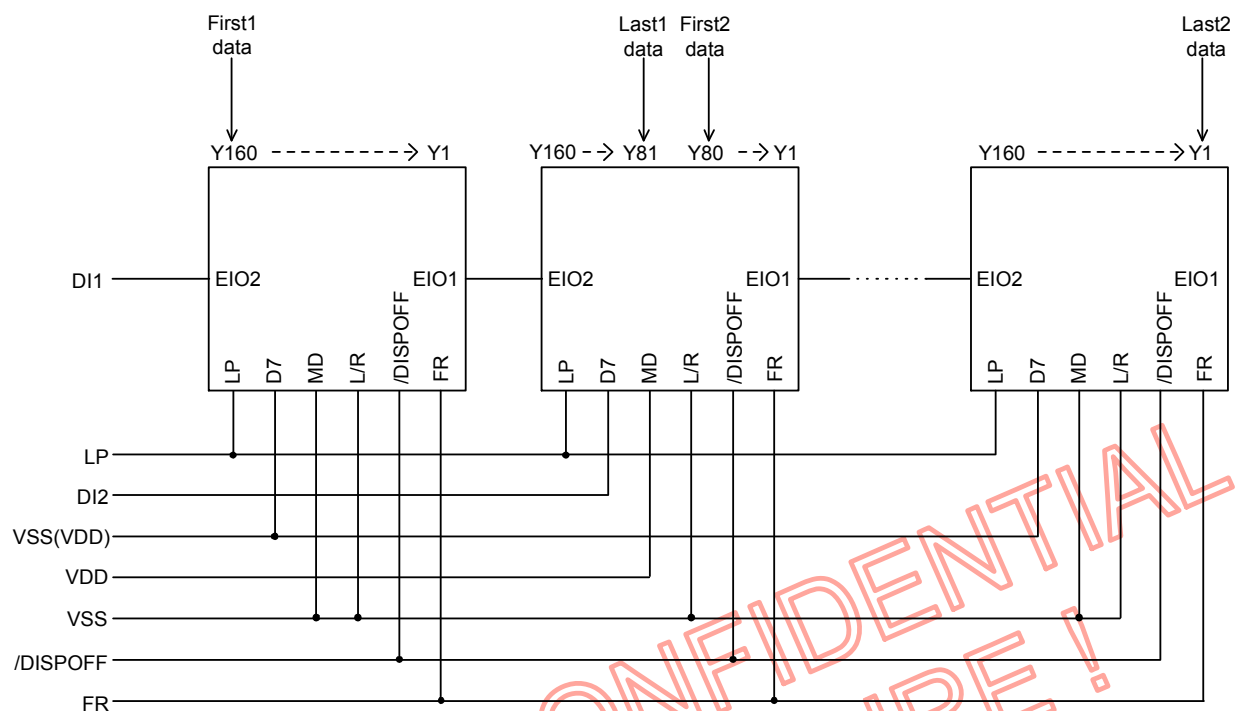 First1
data
Last1
data
First2
data
Last2
data
Y160
Y1
Y160
Y81
Y80
Y1
Y160
Y1
DI1
EIO2
EIO1
EIO2
EIO1
EIO2
EIO1
LP
D7
MD
L/R
/DISPOFF
FR
LP
D7
MD
L/R
/DISPOFF
FR
LP
D7
MD
L/R
/DISPOFF
FR
LP
DI2
VSS(VDD)
VDD
VSS
/DISPOFF
FR